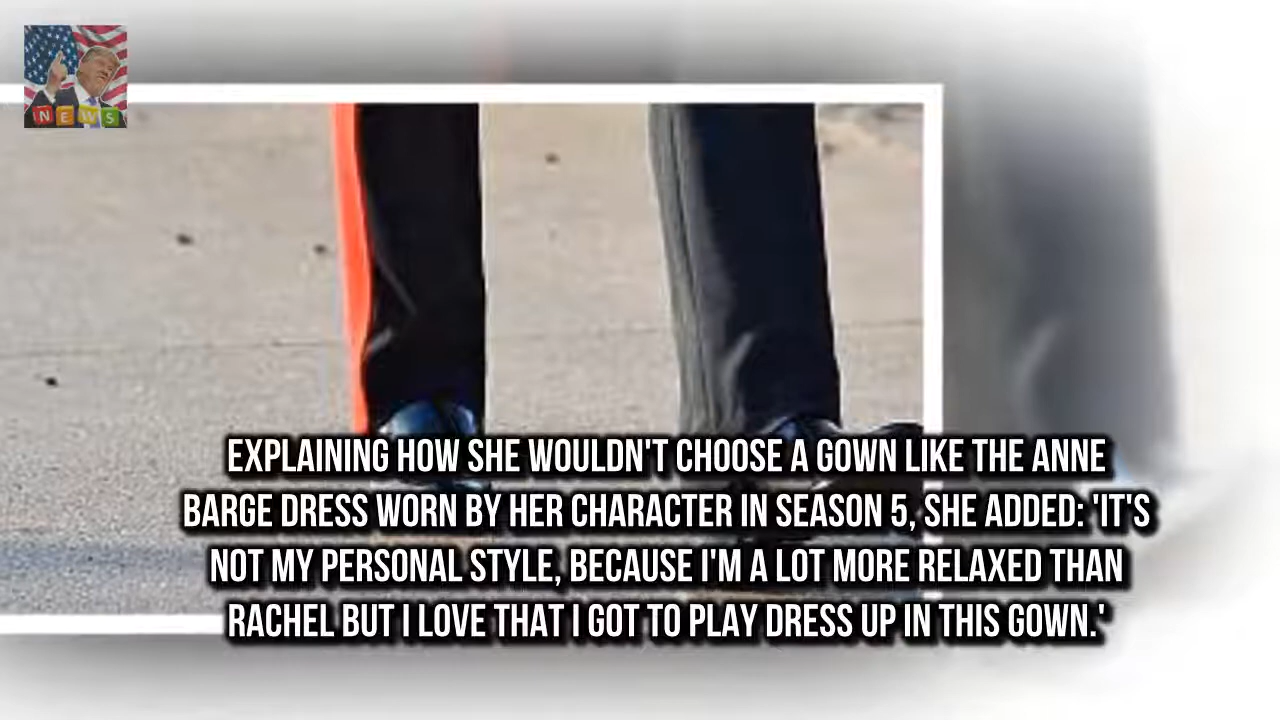 NEWS
EXPLAINING HOW SHE WOULDN'T CHOOSE A GOWN LIKE THE ANNE
BARGE DRESS WORN BY HER CHARACTER IN SEASON 5, SHE ADDED: 'IT'S
NOT MY PERSONAL STYLE, BECAUSE I'M A LOT MORE RELAXED THAN
RACHEL BUT I LOVE THAT I GOT TO PLAY DRESS UP IN THIS GOWN.'